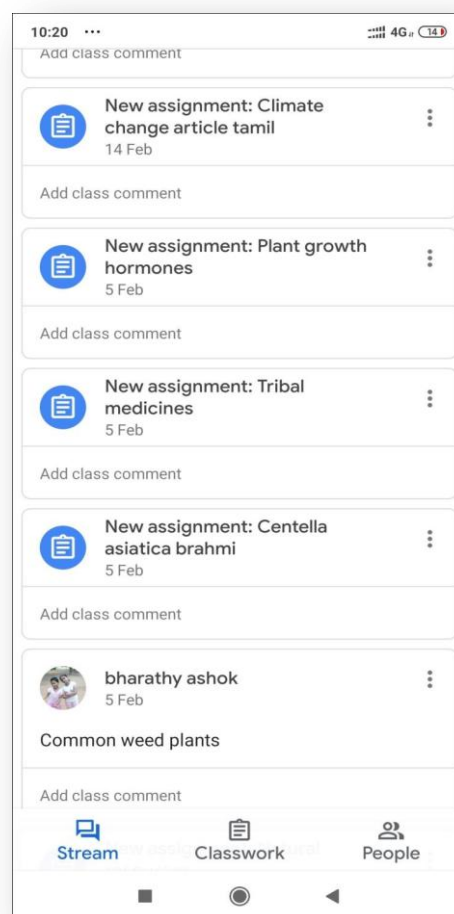 10:20 ... 4G 14
Add class comment
New assignment: Climate
change article tamil
14 Feb
Add class comment
New assignment: Plant growth
hormones
5 Feb
Add class comment
New assignment: Tribal
medicines
5 Feb
Add class comment
New assignment: Centella
asiatica brahmi
5 Feb
Add class comment
bharathy ashok
5 Feb
Common weed plants
Add class comment
Stream Classwork People